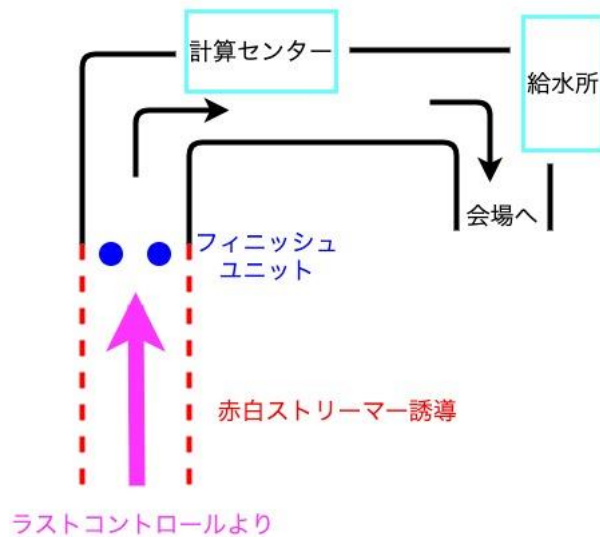 計算センター
給水所
会場へ
フィニッシュ
ユニット
赤白ストリーマー誘導
ラストコントロールより